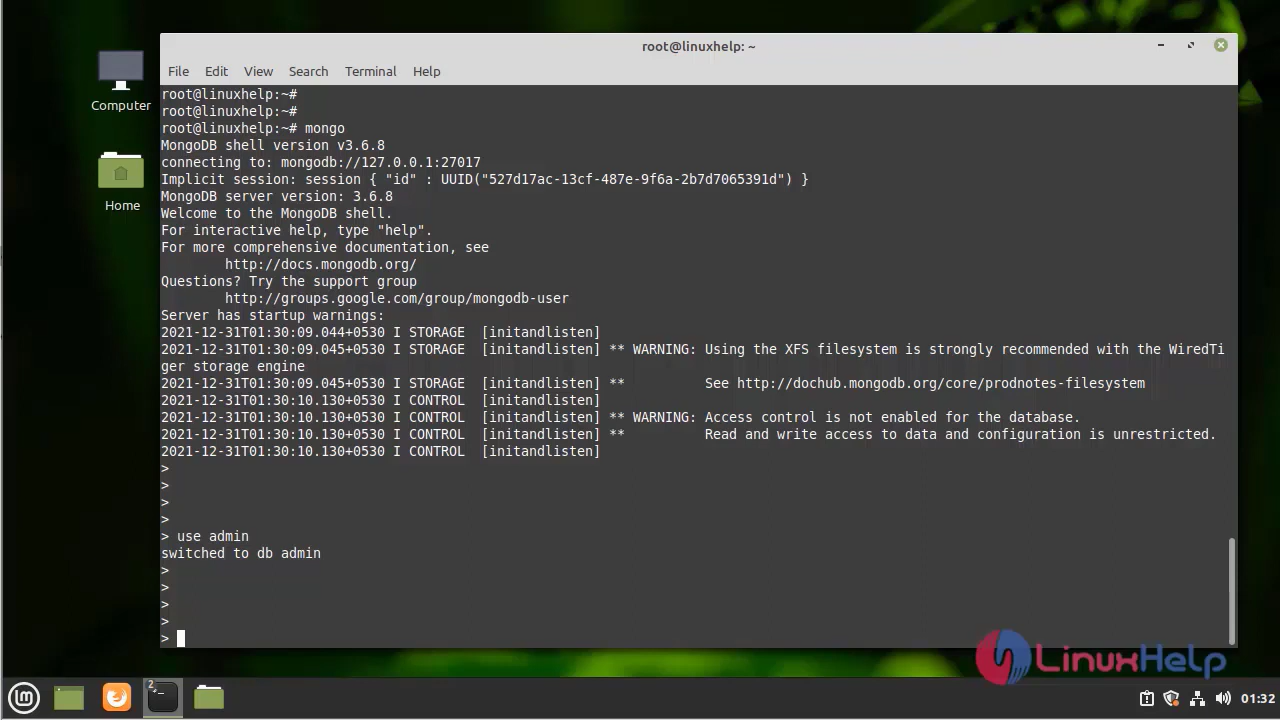 root@linuxhelp: ~
File Edit View Search Terminal Help
Computer
Home
root@linuxhelp:~#
root@linuxhelp:~#
root@linuxhelp:~# mongo
MongoDB shell version v3.6.8
connecting to: mongodb://127.0.0.1:27017
Implicit session: session { "id" : UUID("527d17ac-13cf-487e-9f6a-2b7d7065391d") }
MongoDB server version: 3.6.8
Welcome to the MongoDB shell.
For interactive help, type "help".
For more comprehensive documentation, see
http://docs.mongodb.org/
Questions? Try the support group
http://groups.google.com/group/mongodb-user
Server has startup warnings:
2021-12-31T01:30:09.044+0530 I STORAGE  [initandlisten]
2021-12-31T01:30:09.045+0530 I STORAGE  [initandlisten] ** WARNING: Using the XFS filesystem is strongly recommended with the WiredTi
ger storage engine
2021-12-31T01:30:09.045+0530 I STORAGE  [initandlisten] **          See http://dochub.mongodb.org/core/prodnotes-filesystem
2021-12-31T01:30:10.130+0530 I CONTROL  [initandlisten]
2021-12-31T01:30:10.130+0530 I CONTROL  [initandlisten] ** WARNING: Access control is not enabled for the database.
2021-12-31T01:30:10.130+0530 I CONTROL  [initandlisten] **          Read and write access to data and configuration is unrestricted.
2021-12-31T01:30:10.130+0530 I CONTROL  [initandlisten]
>
>
>
>
> use admin
switched to db admin
>
>
>
>
>
LinuxHelp
2
01:32